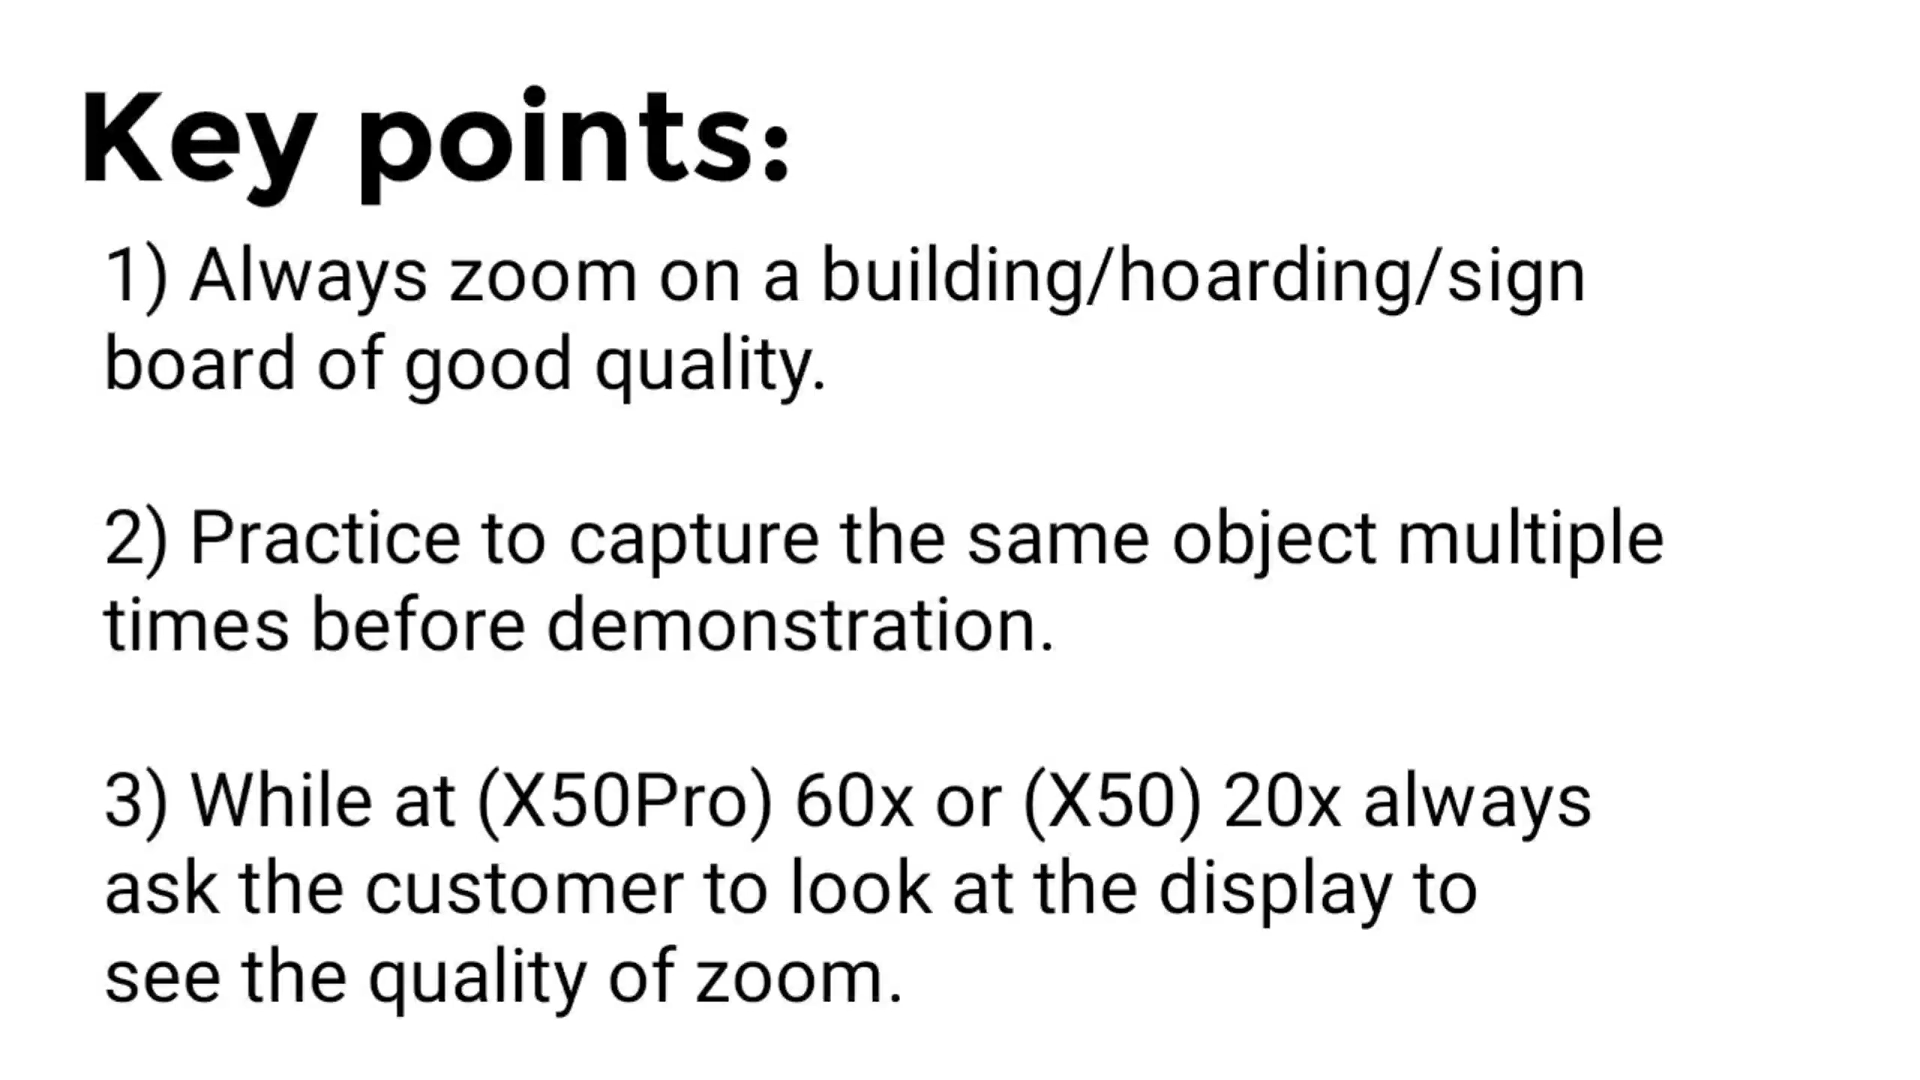 Key points:
1) Always zoom on a building/hoarding/sign
board of good quality.
2) Practice to capture the same object multiple
times before demonstration.
3) While at (X50Pro) 60x or (X50) 20x always
ask the customer to look at the display to
see the quality of zoom.